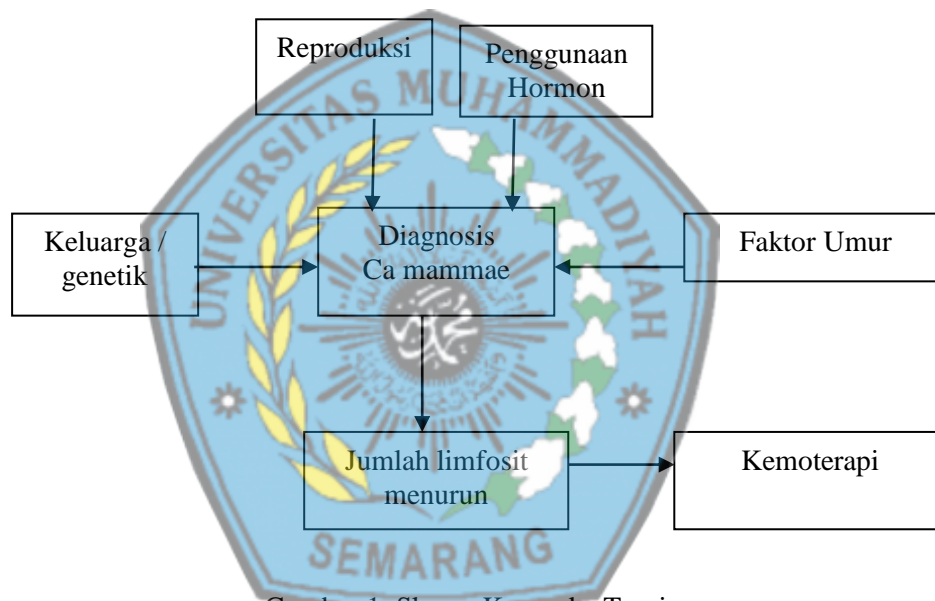 Reproduksi
Penggunaan
Hormon
UNIVERSITAS MUHAMMADIYAH
Keluarga /
genetik
Diagnosis
Ca mammae
Faktor Umur
Jumlah limfosit
menurun
Kemoterapi
SEMARANG